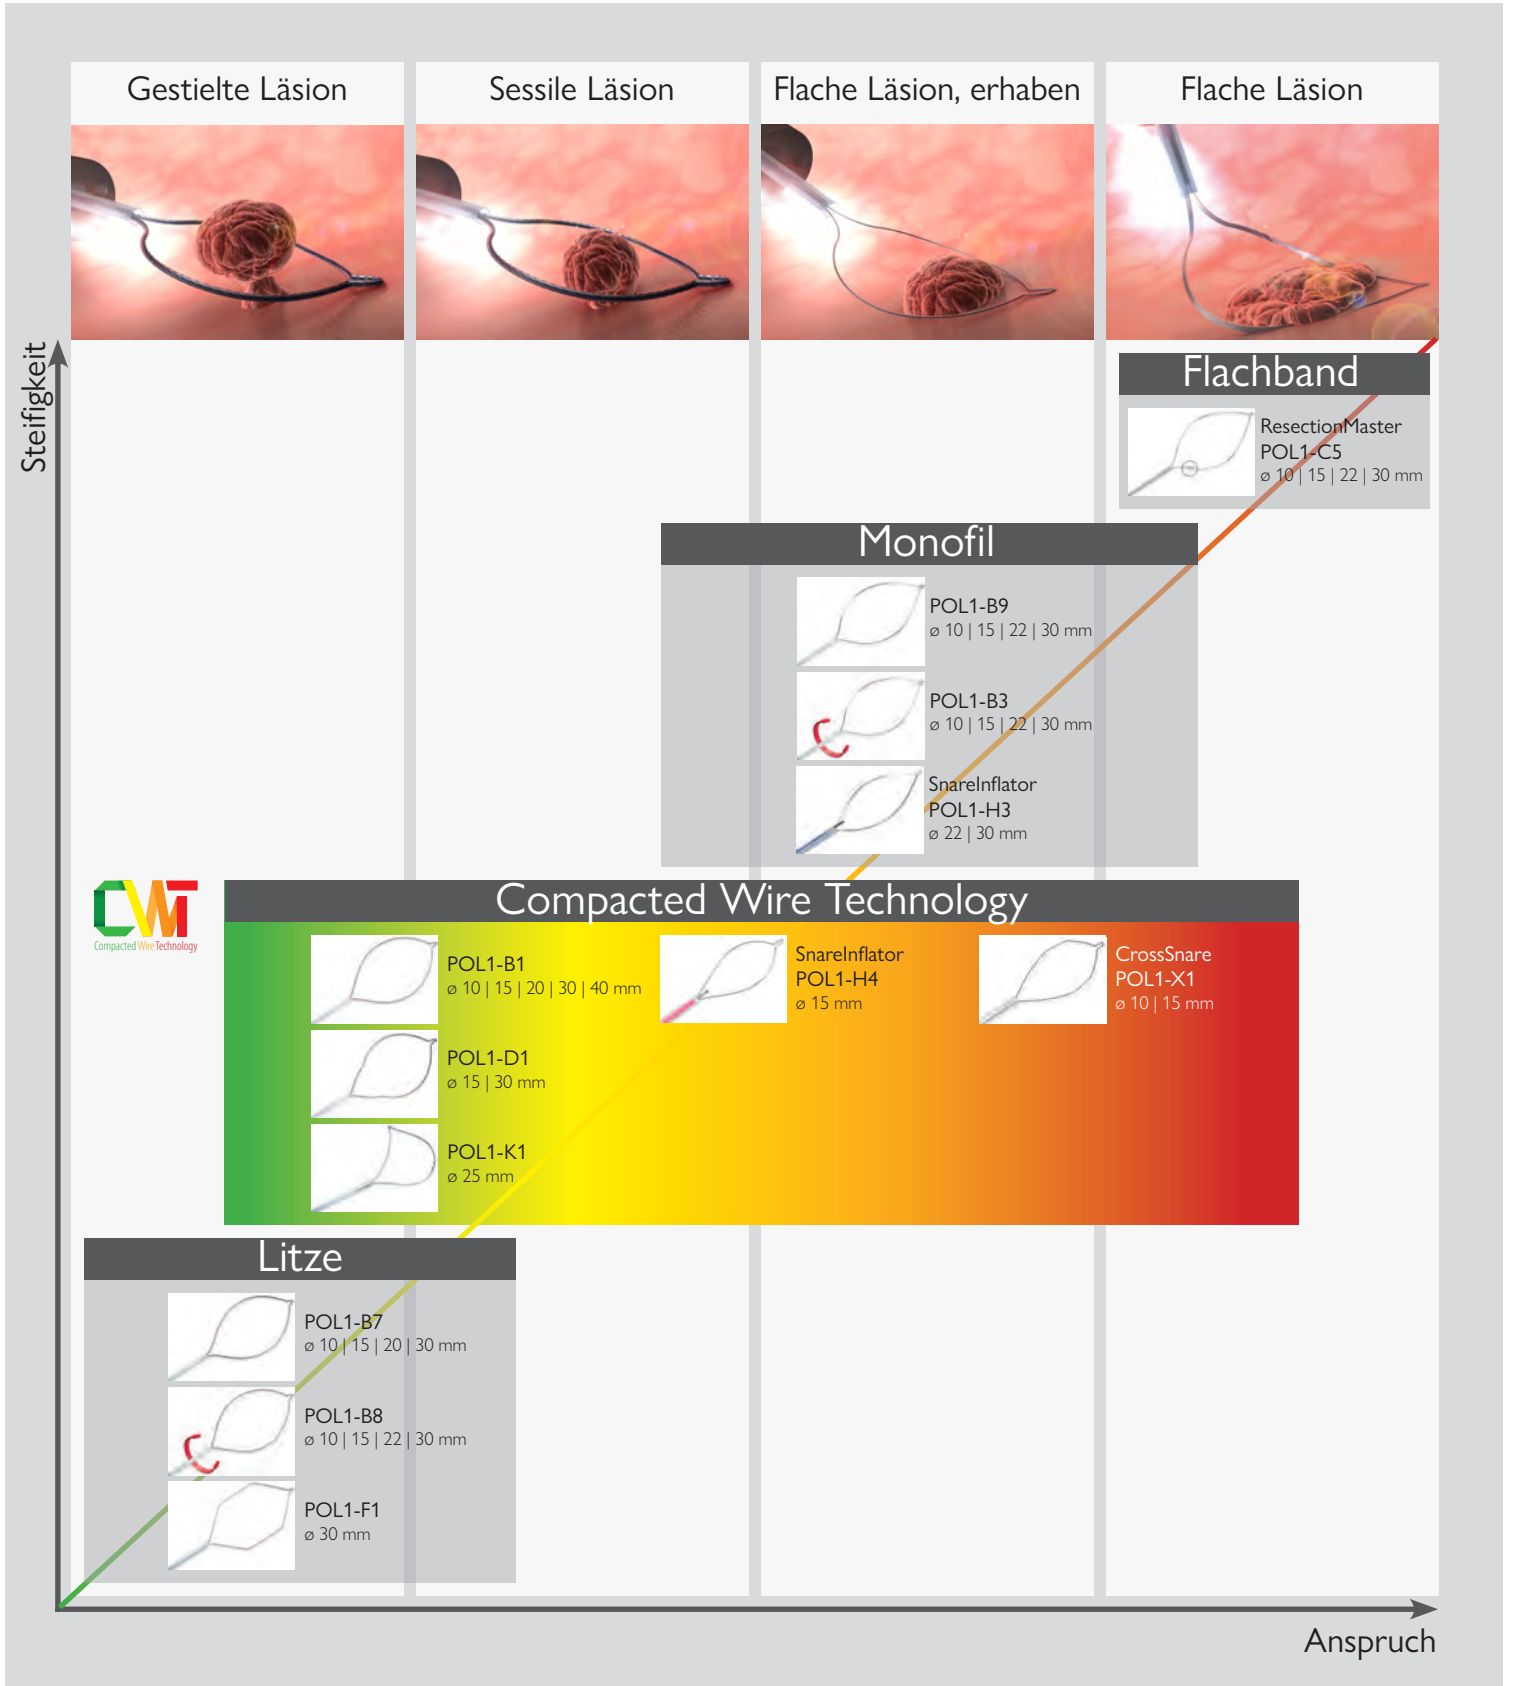 Gestielte Läsion
Sessile Läsion
Flache Läsion, erhaben
Flache Läsion
Steifigkeit
Flachband
ResectionMaster
POL1-C5
ø 10 | 15 | 22 | 30 mm
Monofil
POL1-B9
ø 10 | 15 | 22 | 30 mm
POL1-B3
ø 10 | 15 | 22 | 30 mm
SnareInflator
POL1-H3
ø 22 | 30 mm
CWT
Compacted Wire Technology
Compacted Wire Technology
POL1-B1
ø 10 | 15 | 20 | 30 | 40 mm
POL1-D1
ø 15 | 30 mm
POL1-K1
ø 25 mm
SnareInflator
POL1-H4
ø 15 mm
CrossSnare
POL1-X1
ø 10 | 15 mm
Litze
POL1-B7
ø 10 | 15 | 20 | 30 mm
POL1-B8
ø 10 | 15 | 22 | 30 mm
POL1-F1
ø 30 mm
Anspruch